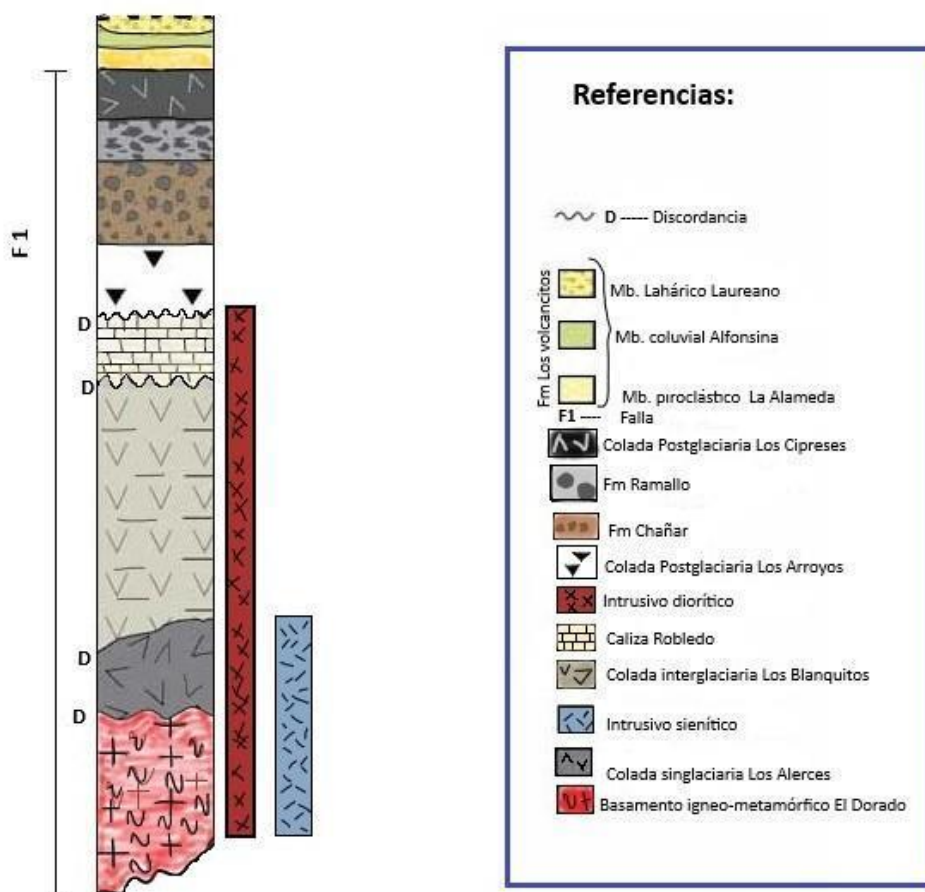 F 1
D
D
D
D
Referencias:
D ----- Discordancia
Fm Los volcancitos
Mb. Lahárico Laureano
Mb. coluvial Alfonsina
Mb. piroclástico La Alameda
F1 ---- Falla
Colada Postglaciaria Los Cipreses
Fm Ramallo
Fm Chañar
Colada Postglaciaria Los Arroyos
Intrusivo diorítico
Caliza Robledo
Colada interglaciaria Los Blanquitos
Intrusivo sienítico
Colada singlaciaria Los Alerces
Basamento igneo-metamórfico El Dorado